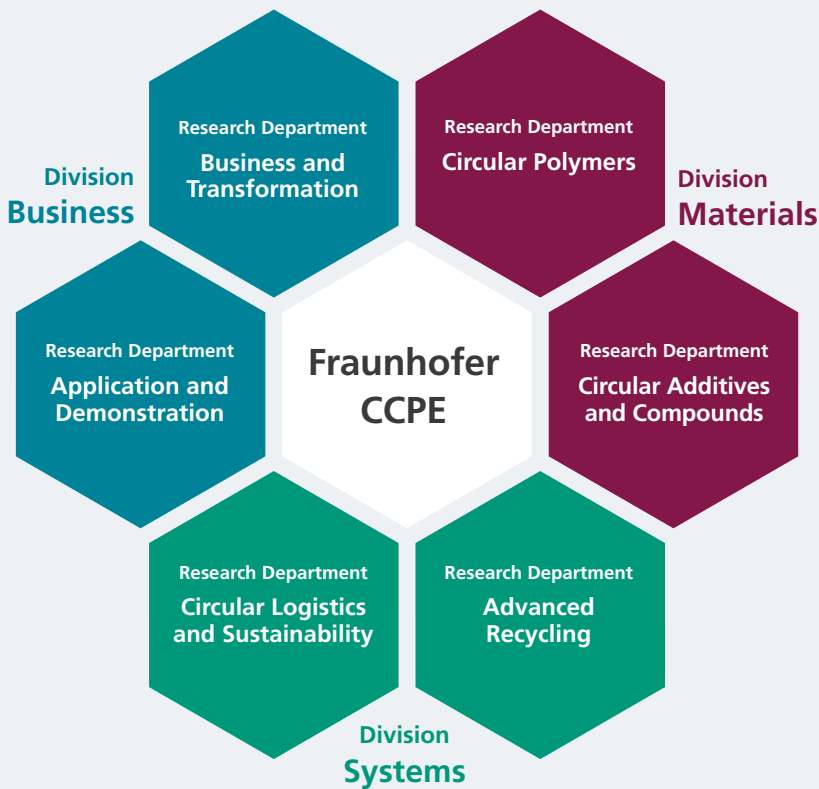 Research Department
Business and
Transformation
Research Department
Circular Polymers
Division
Business
Division
Materials
Research Department
Application and
Demonstration
Fraunhofer
CCPE
Research Department
Circular Additives
and Compounds
Research Department
Circular Logistics
and Sustainability
Research Department
Advanced
Recycling
Division
Systems